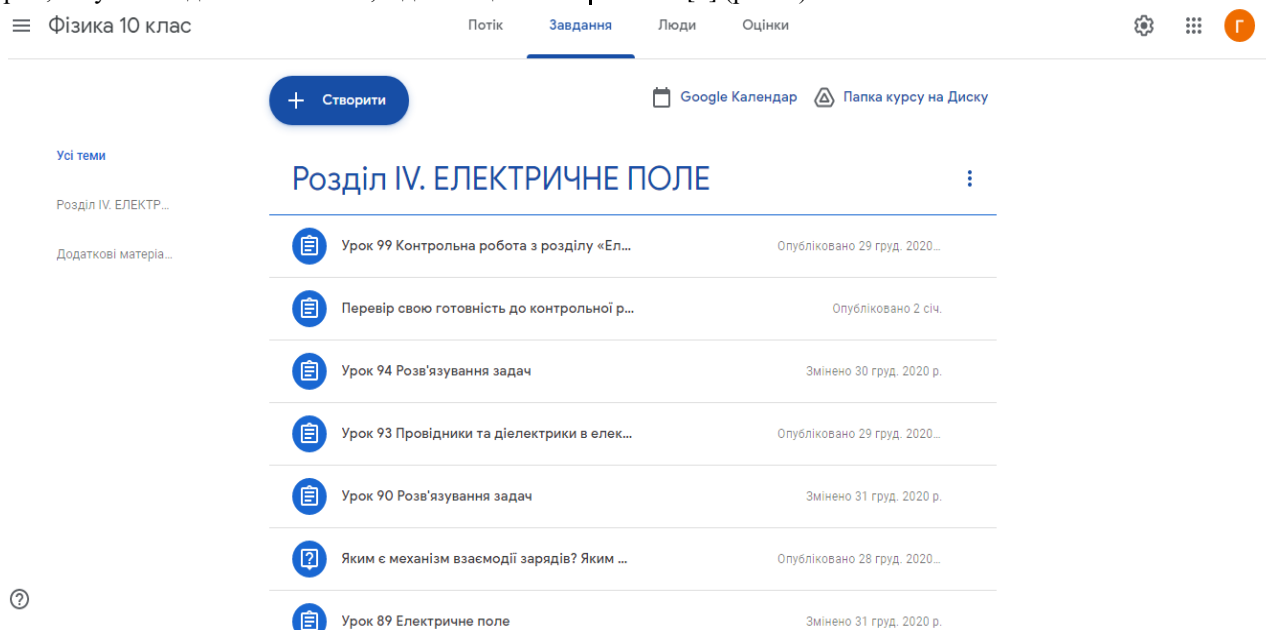 Фізика 10 клас
Потік Завдання Люди Оцінки
Г
Створити
Google Календар Папка курсу на Диску
Усі теми
Розділ IV. ЕЛЕКТР...
Додаткові матеріа...
Розділ IV. ЕЛЕКТРИЧНЕ ПОЛЕ
Урок 99 Контрольна робота з розділу «Ел... Опубліковано 29 груд. 2020...
Перевір свою готовність до контрольної р... Опубліковано 2 січ.
Урок 94 Розв'язування задач Змінено 30 груд. 2020 р.
Урок 93 Провідники та діелектрики в елек... Опубліковано 29 груд. 2020...
Урок 90 Розв'язування задач Змінено 31 груд. 2020 р.
Яким є механізм взаємодії зарядів? Яким ... Опубліковано 28 груд. 2020...
Урок 89 Електричне поле Змінено 31 груд. 2020 р.